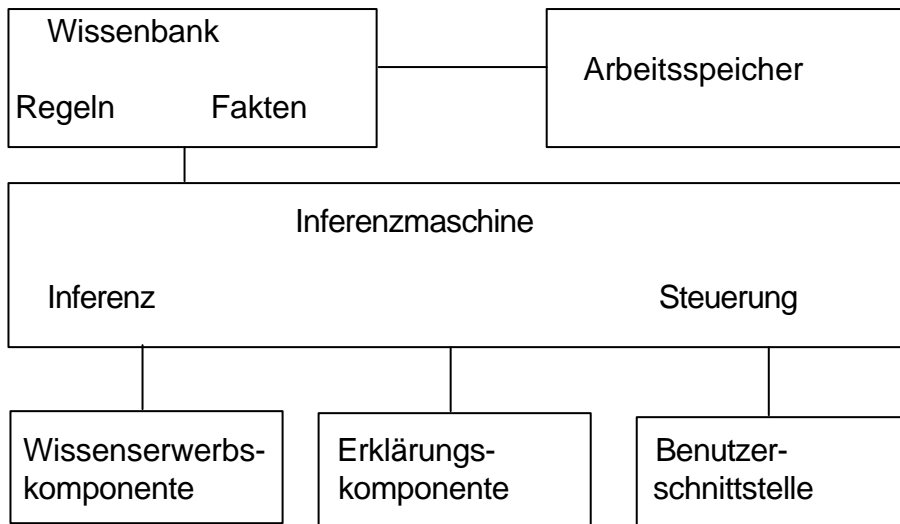 Wissenbank
Arbeitsspeicher
Regeln Fakten
Inferenzmaschine
Inferenz Steuerung
Wissenserwerbs-
komponente
Erklärungs-
komponente
Benutzer-
schnittstelle